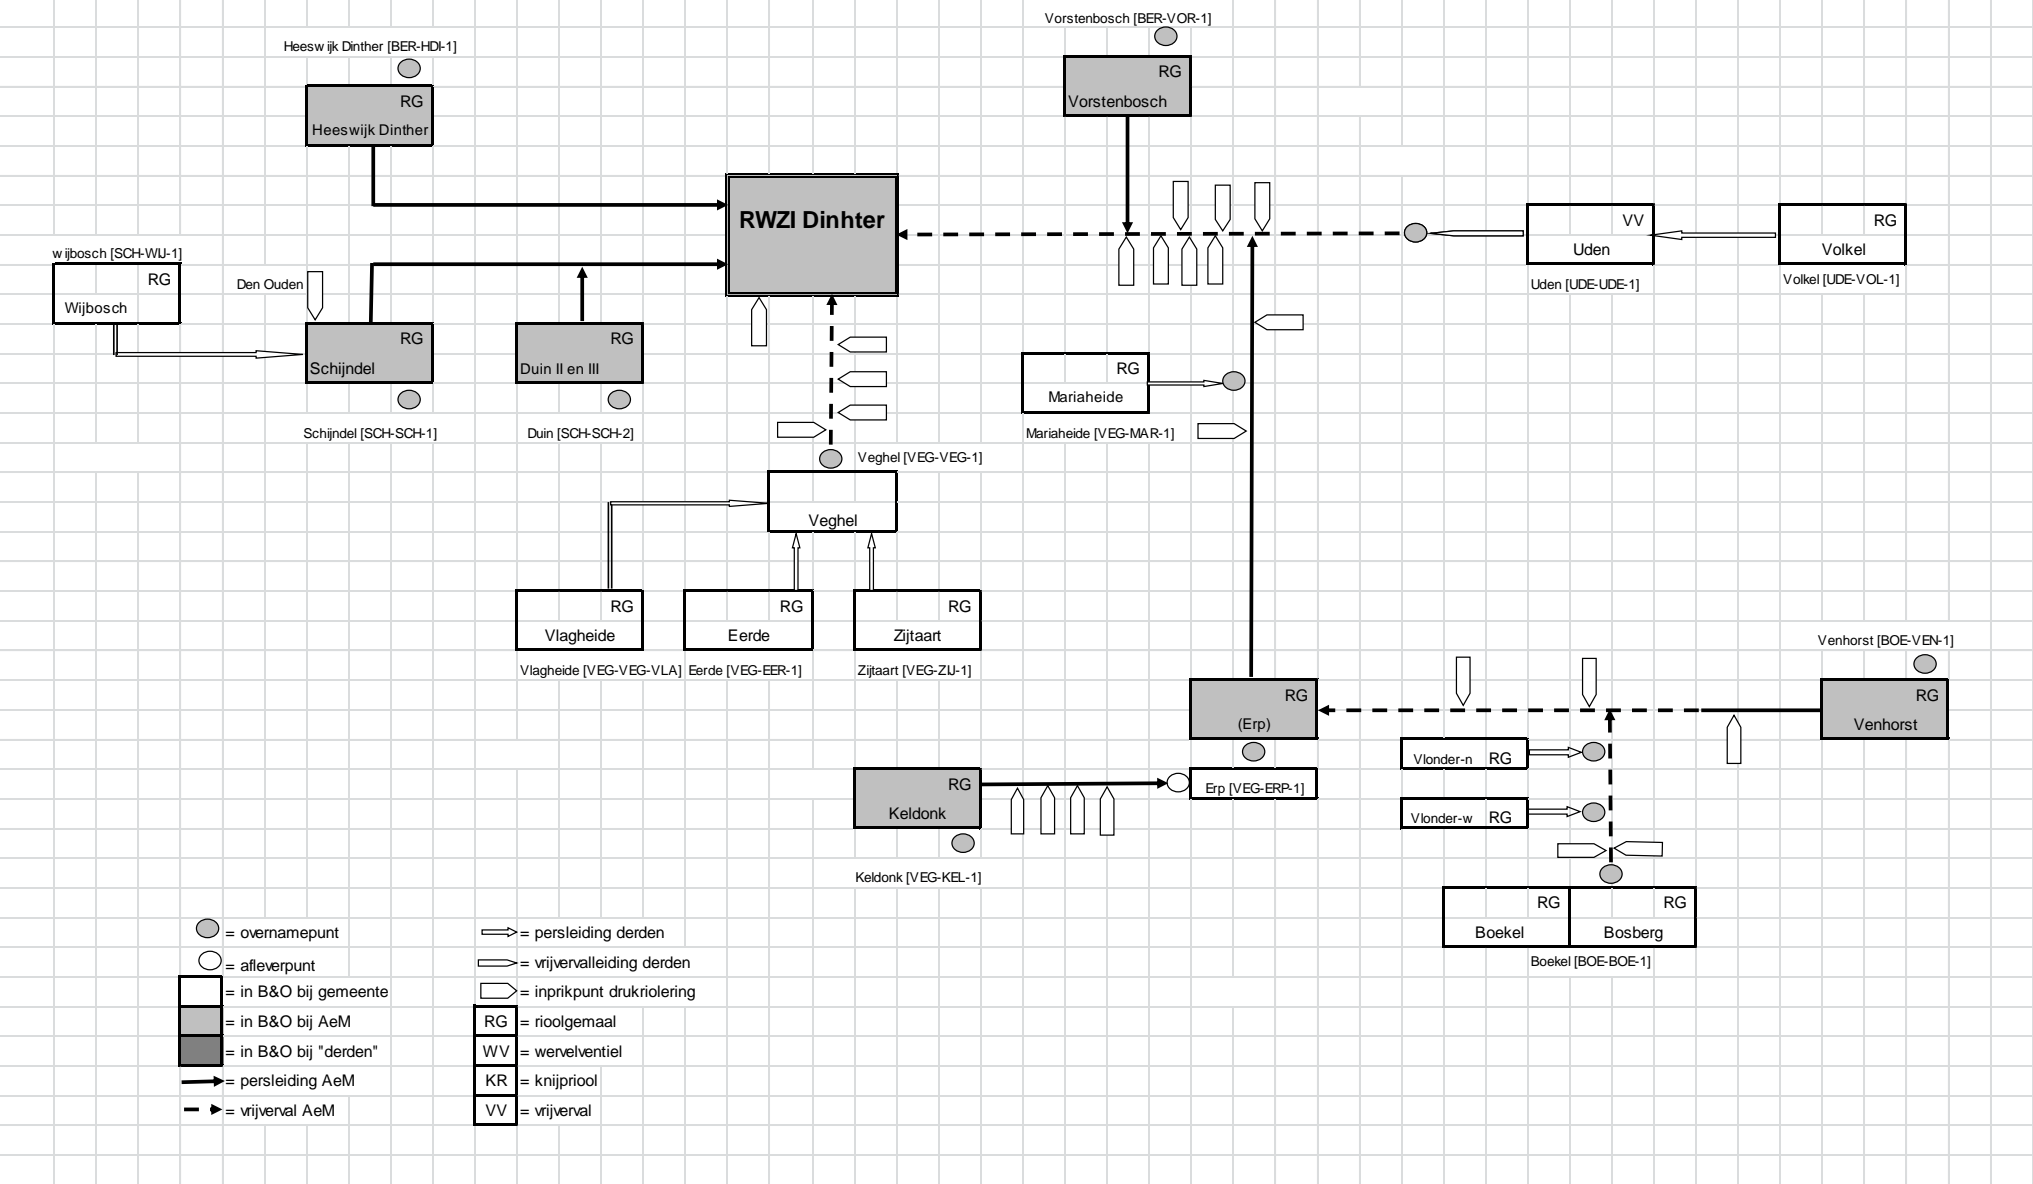 Vorstenbosch [BER-VOR-1]
Heeswijk Dinther [BER-HDI-1]
RG
Vorstenbosch
RG
Heeswijk Dinther
RWZI Dinhter
VV
Uden
RG
Volkel
Uden [UDE-UDE-1]
Volkel [UDE-VOL-1]
wijbosch [SCH-WIJ-1]
RG
Wijbosch
Den Ouden
RG
Schijndel
RG
Duin II en III
Schijndel [SCH-SCH-1]
Duin [SCH-SCH-2]
RG
Mariaheide
Mariaheide [VEG-MAR-1]
Veghel [VEG-VEG-1]
Veghel
RG
Vlagheide
RG
Eerde
RG
Zijtaart
Vlagheide [VEG-VEG-VLA]
Eerde [VEG-EER-1]
Zijtaart [VEG-ZIJ-1]
Venhorst [BOE-VEN-1]
RG
(Erp)
RG
Venhorst
Vlonder-n RG
Vlonder-w RG
RG
Keldonk
Erp [VEG-ERP-1]
Keldonk [VEG-KEL-1]
RG
Boekel
RG
Bosberg
Boekel [BOE-BOE-1]
= overnamepunt
= afleverpunt
= in B&O bij gemeente
= in B&O bij AeM
= in B&O bij "derden"
= persleiding AeM
= vrijverval AeM
= persleiding derden
= vrijvervalleiding derden
= inprikpunt drukriolering
RG = rioolgemaal
WV = wervelventiel
KR = knijpriool
VV = vrijverval